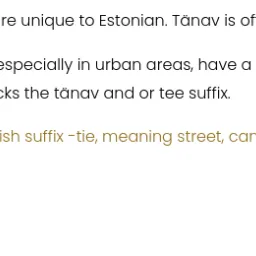 re unique to Estonian. Tänav is of
especially in urban areas, have a
cks the tänav and or tee suffix.
ish suffix -tie, meaning street, can